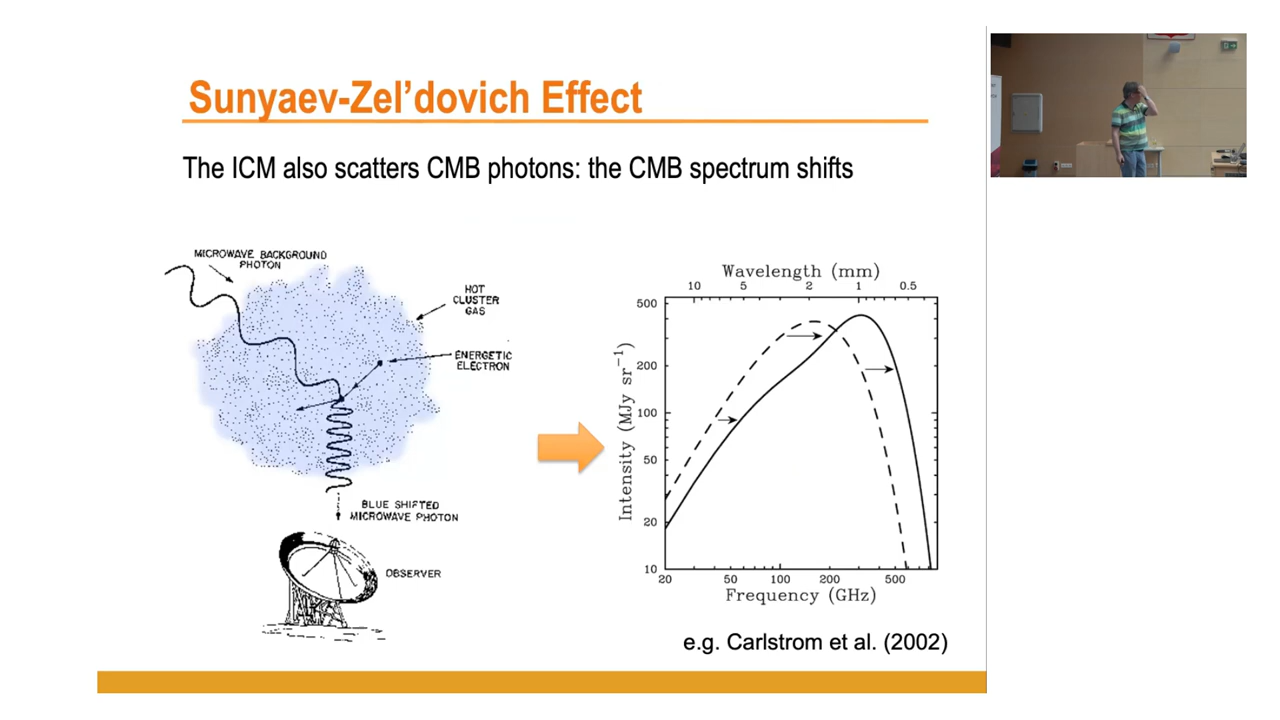 Sunyaev-Zel'dovich Effect
The ICM also scatters CMB photons: the CMB spectrum shifts
MICROWAVE BACKGROUND
PHOTON
HOT
CLUSTER
GAS
ENERGETIC
ELECTRON
BLUE SHIFTED
MICROWAVE PHOTON
OBSERVER
Wavelength (mm)
10 5 2 1 0.5
Intensity (MJy sr⁻¹)
500
200
100
50
20
10
20 50 100 200 500
Frequency (GHz)
e.g. Carlstrom et al. (2002)